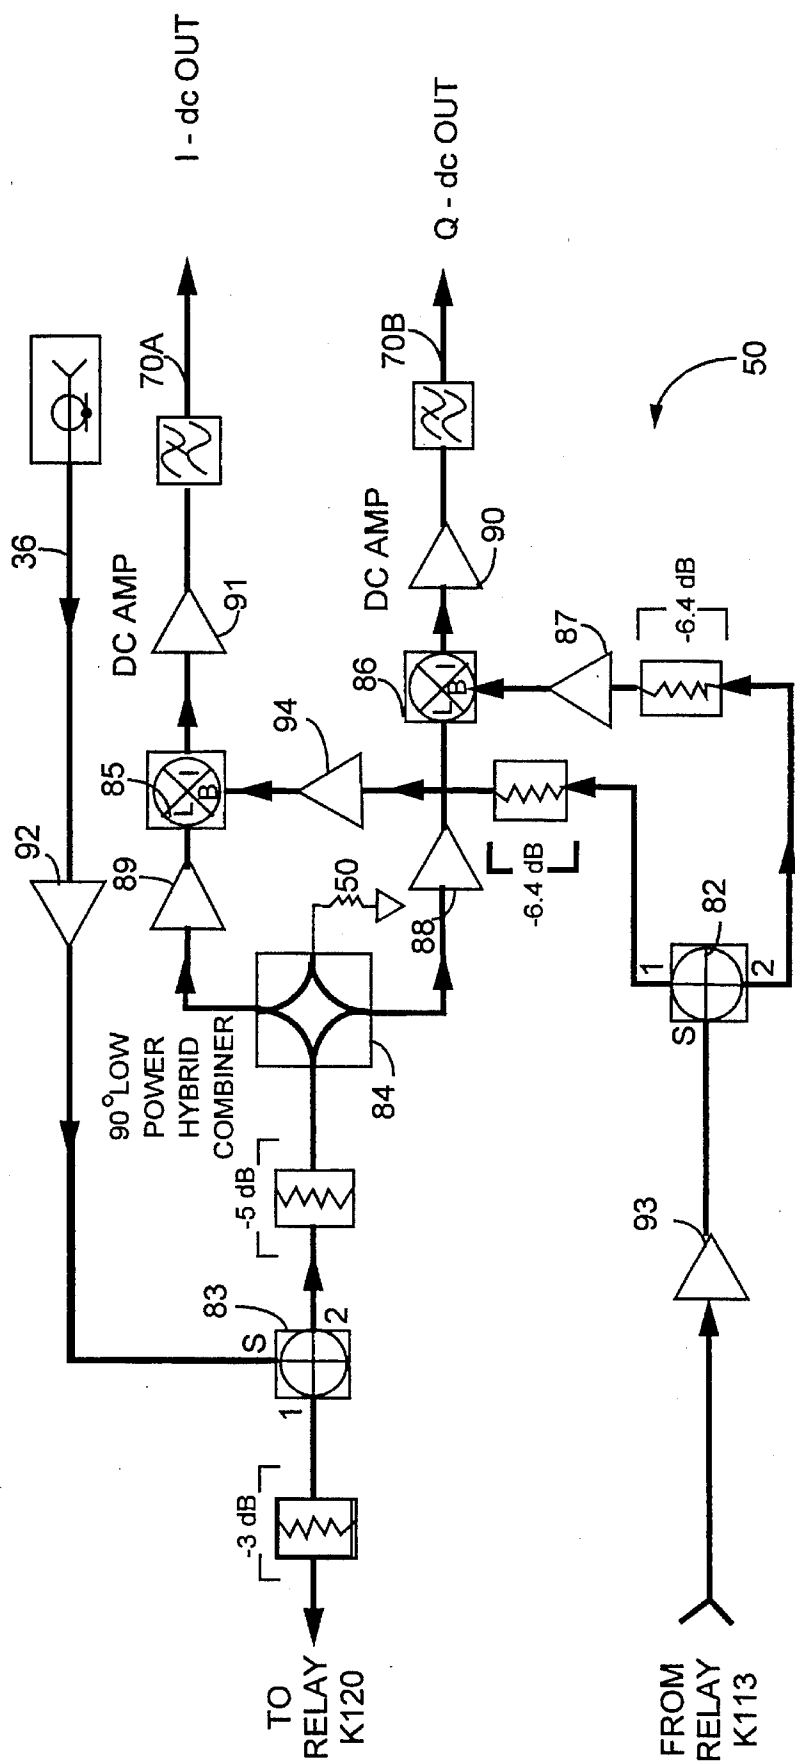 36
92
I - dc OUT
70A
DC AMP
91
85
L I
B
89
94
90°LOW
POWER
HYBRID
COMBINER
84
50
-5 dB
83
S
1
2
-3 dB
TO
RELAY
K120
Q - dc OUT
70B
DC AMP
90
86
L I
B
88
87
-6.4 dB
-6.4 dB
50
82
S
1
2
93
FROM
RELAY
K113